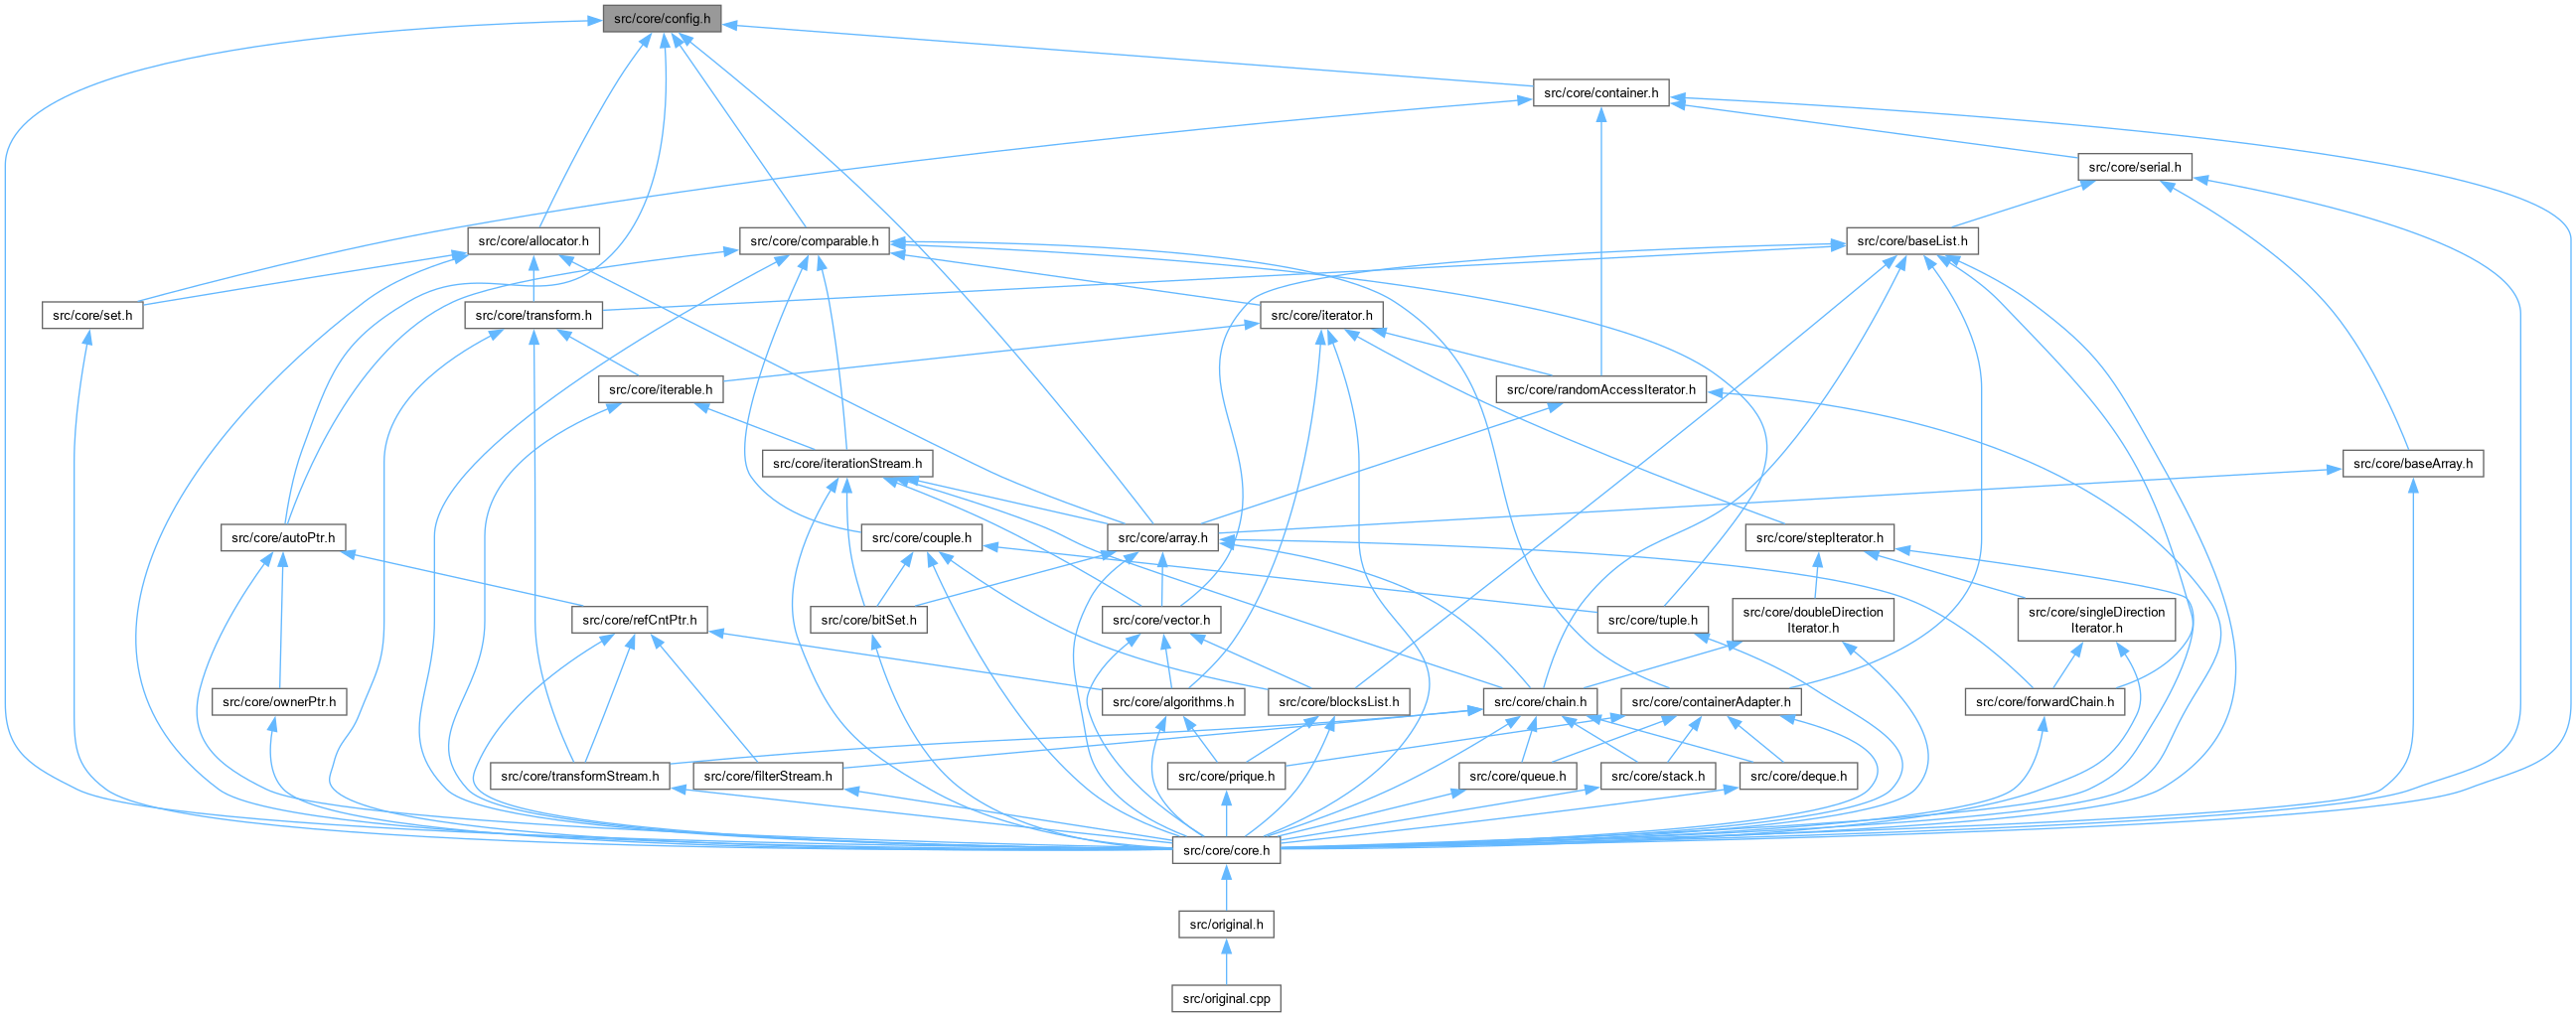 src/core/config.h
src/core/container.h
src/core/serial.h
src/core/allocator.h
src/core/comparable.h
src/core/baseList.h
src/core/set.h
src/core/transform.h
src/core/iterator.h
src/core/iterable.h
src/core/randomAccessIterator.h
src/core/iterationStream.h
src/core/baseArray.h
src/core/autoPtr.h
src/core/couple.h
src/core/array.h
src/core/stepIterator.h
src/core/refCntPtr.h
src/core/bitSet.h
src/core/vector.h
src/core/tuple.h
src/core/doubleDirection
Iterator.h
src/core/singleDirection
Iterator.h
src/core/ownerPtr.h
src/core/algorithms.h
src/core/blocksList.h
src/core/chain.h
src/core/containerAdapter.h
src/core/forwardChain.h
src/core/transformStream.h
src/core/filterStream.h
src/core/prique.h
src/core/queue.h
src/core/stack.h
src/core/deque.h
src/core/core.h
src/original.h
src/original.cpp